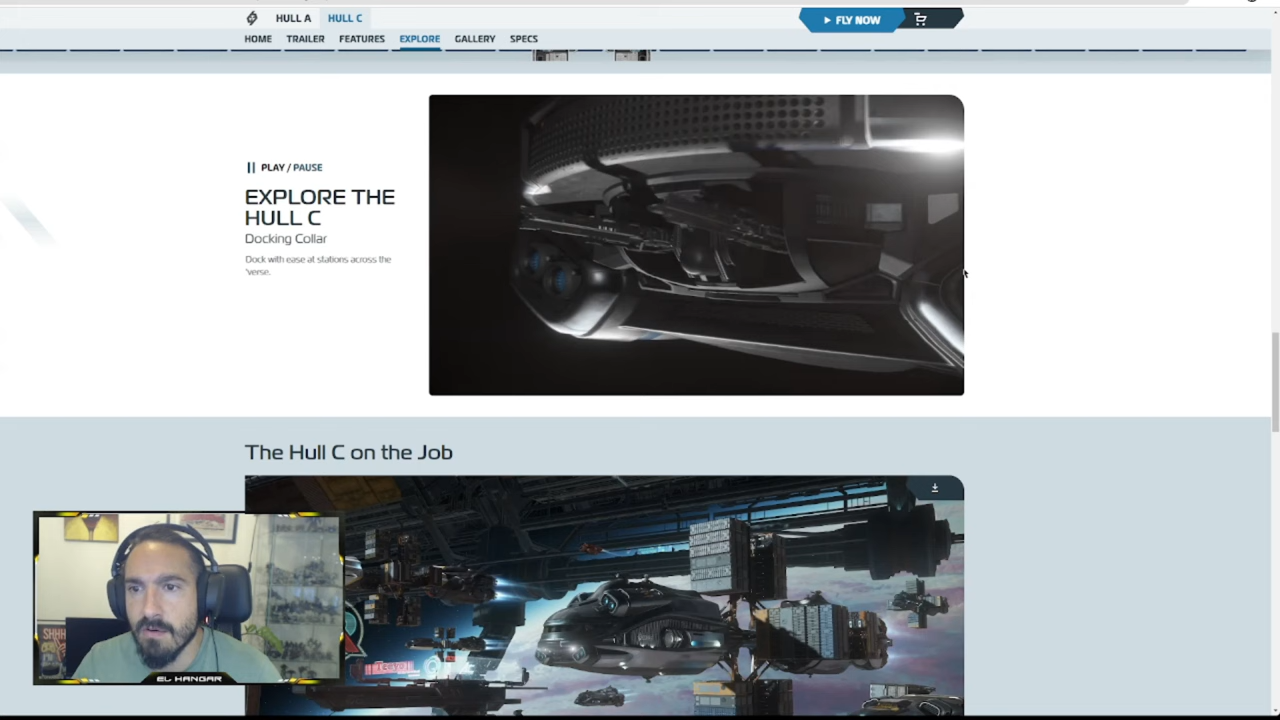 HULL A HULL C
FLY NOW
HOME TRAILER FEATURES EXPLORE GALLERY SPECS
PLAY / PAUSE
EXPLORE THE
HULL C
Docking Collar
Dock with ease at stations across the
'verse.
The Hull C on the Job
SHHH
EL HANGAR